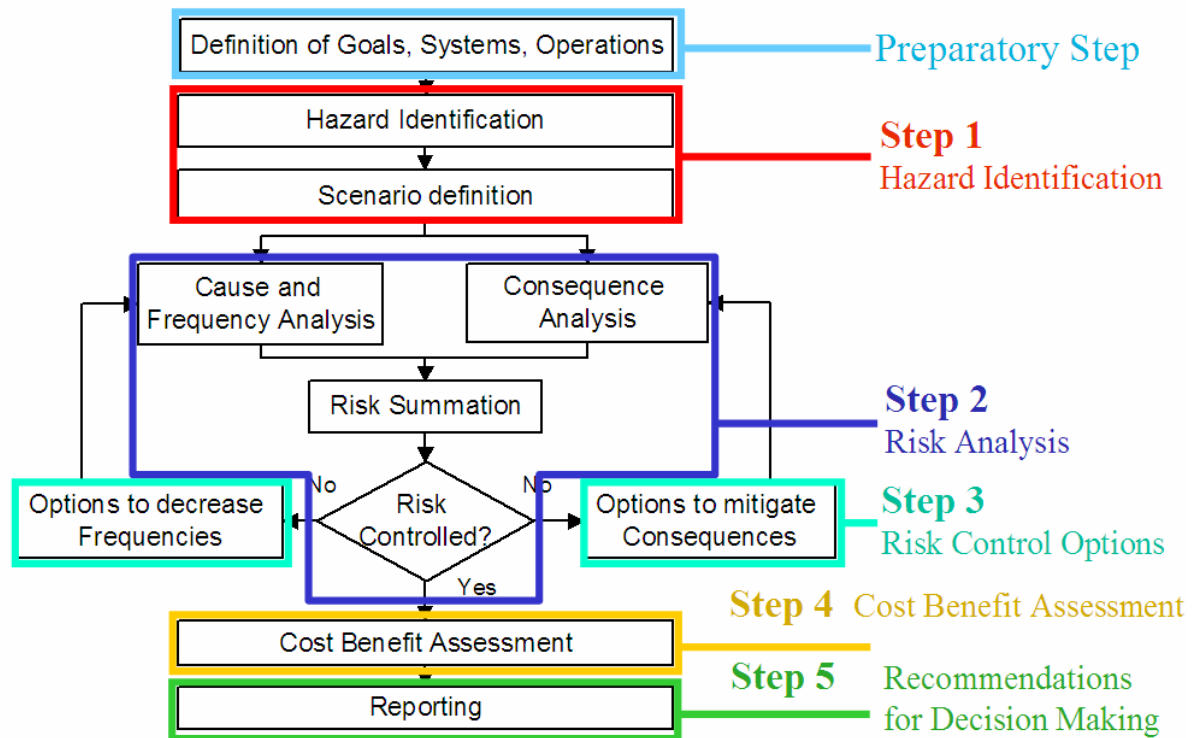 Definition of Goals, Systems, Operations
Preparatory Step
Hazard Identification
Step 1
Hazard Identification
Scenario definition
Cause and
Frequency Analysis
Consequence
Analysis
Risk Summation
Step 2
Risk Analysis
No
No
Options to decrease
Frequencies
Risk
Controlled?
Options to mitigate
Consequences
Step 3
Risk Control Options
Yes
Step 4 Cost Benefit Assessment
Cost Benefit Assessment
Step 5 Recommendations
for Decision Making
Reporting